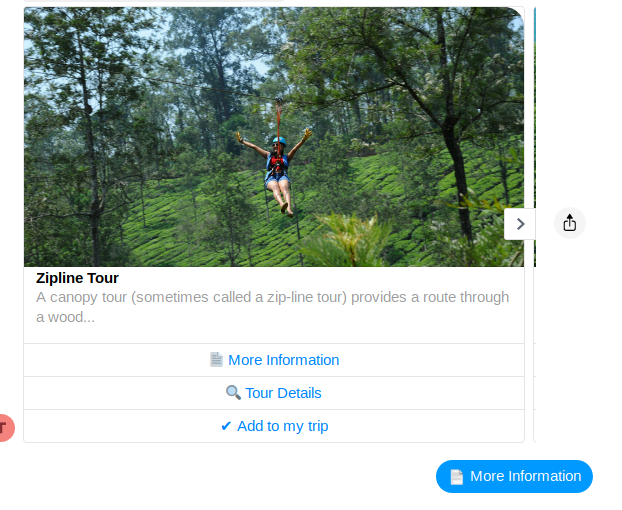 Zipline Tour
A canopy tour (sometimes called a zip-line tour) provides a route through
a wood...
More Information
Tour Details
✔ Add to my trip
T
More Information